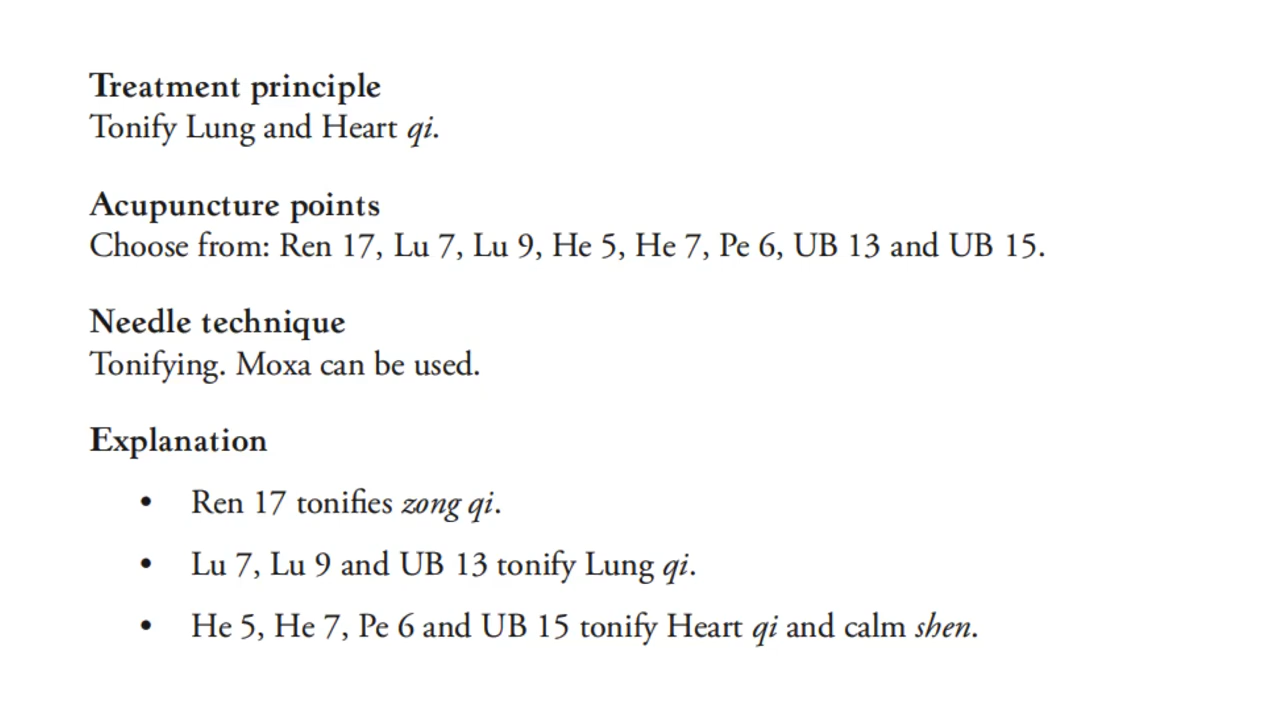 Treatment principle
Tonify Lung and Heart qi.
Acupuncture points
Choose from: Ren 17, Lu 7, Lu 9, He 5, He 7, Pe 6, UB 13 and UB 15.
Needle technique
Tonifying. Moxa can be used.
Explanation
• Ren 17 tonifies zong qi.
• Lu 7, Lu 9 and UB 13 tonify Lung qi.
• He 5, He 7, Pe 6 and UB 15 tonify Heart qi and calm shen.